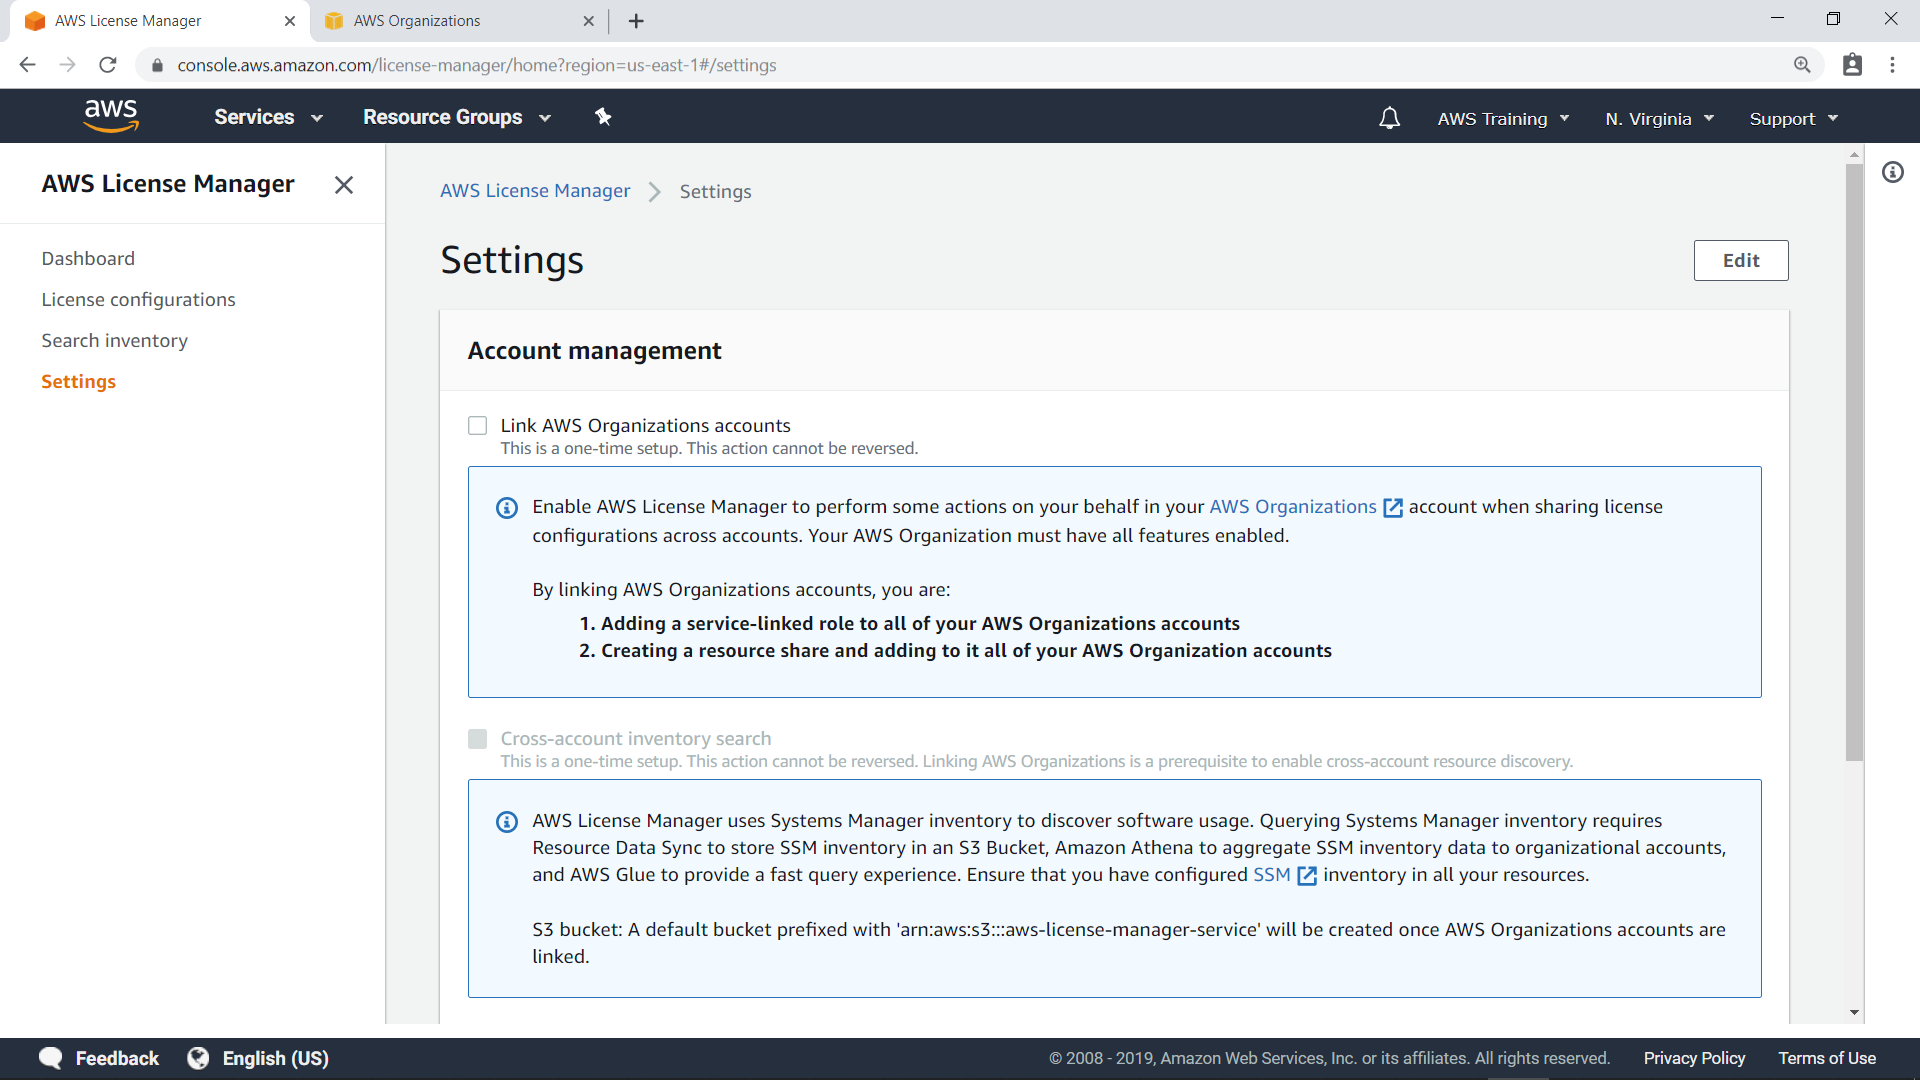 AWS License Manager
AWS Organizations
console.aws.amazon.com/license-manager/home?region=us-east-1#/settings
aws
Services
Resource Groups
AWS Training
N. Virginia
Support
AWS License Manager
Dashboard
License configurations
Search inventory
Settings
AWS License Manager
Settings
Settings
Edit
Account management
Link AWS Organizations accounts
This is a one-time setup. This action cannot be reversed.
Enable AWS License Manager to perform some actions on your behalf in your AWS Organizations account when sharing license
configurations across accounts. Your AWS Organization must have all features enabled.
By linking AWS Organizations accounts, you are:
1. Adding a service-linked role to all of your AWS Organizations accounts
2. Creating a resource share and adding to it all of your AWS Organization accounts
Cross-account inventory search
This is a one-time setup. This action cannot be reversed. Linking AWS Organizations is a prerequisite to enable cross-account resource discovery.
AWS License Manager uses Systems Manager inventory to discover software usage. Querying Systems Manager inventory requires
Resource Data Sync to store SSM inventory in an S3 Bucket, Amazon Athena to aggregate SSM inventory data to organizational accounts,
and AWS Glue to provide a fast query experience. Ensure that you have configured SSM inventory in all your resources.
S3 bucket: A default bucket prefixed with 'arn:aws:s3:::aws-license-manager-service' will be created once AWS Organizations accounts are
linked.
Feedback
English (US)
© 2008 - 2019, Amazon Web Services, Inc. or its affiliates. All rights reserved.
Privacy Policy
Terms of Use